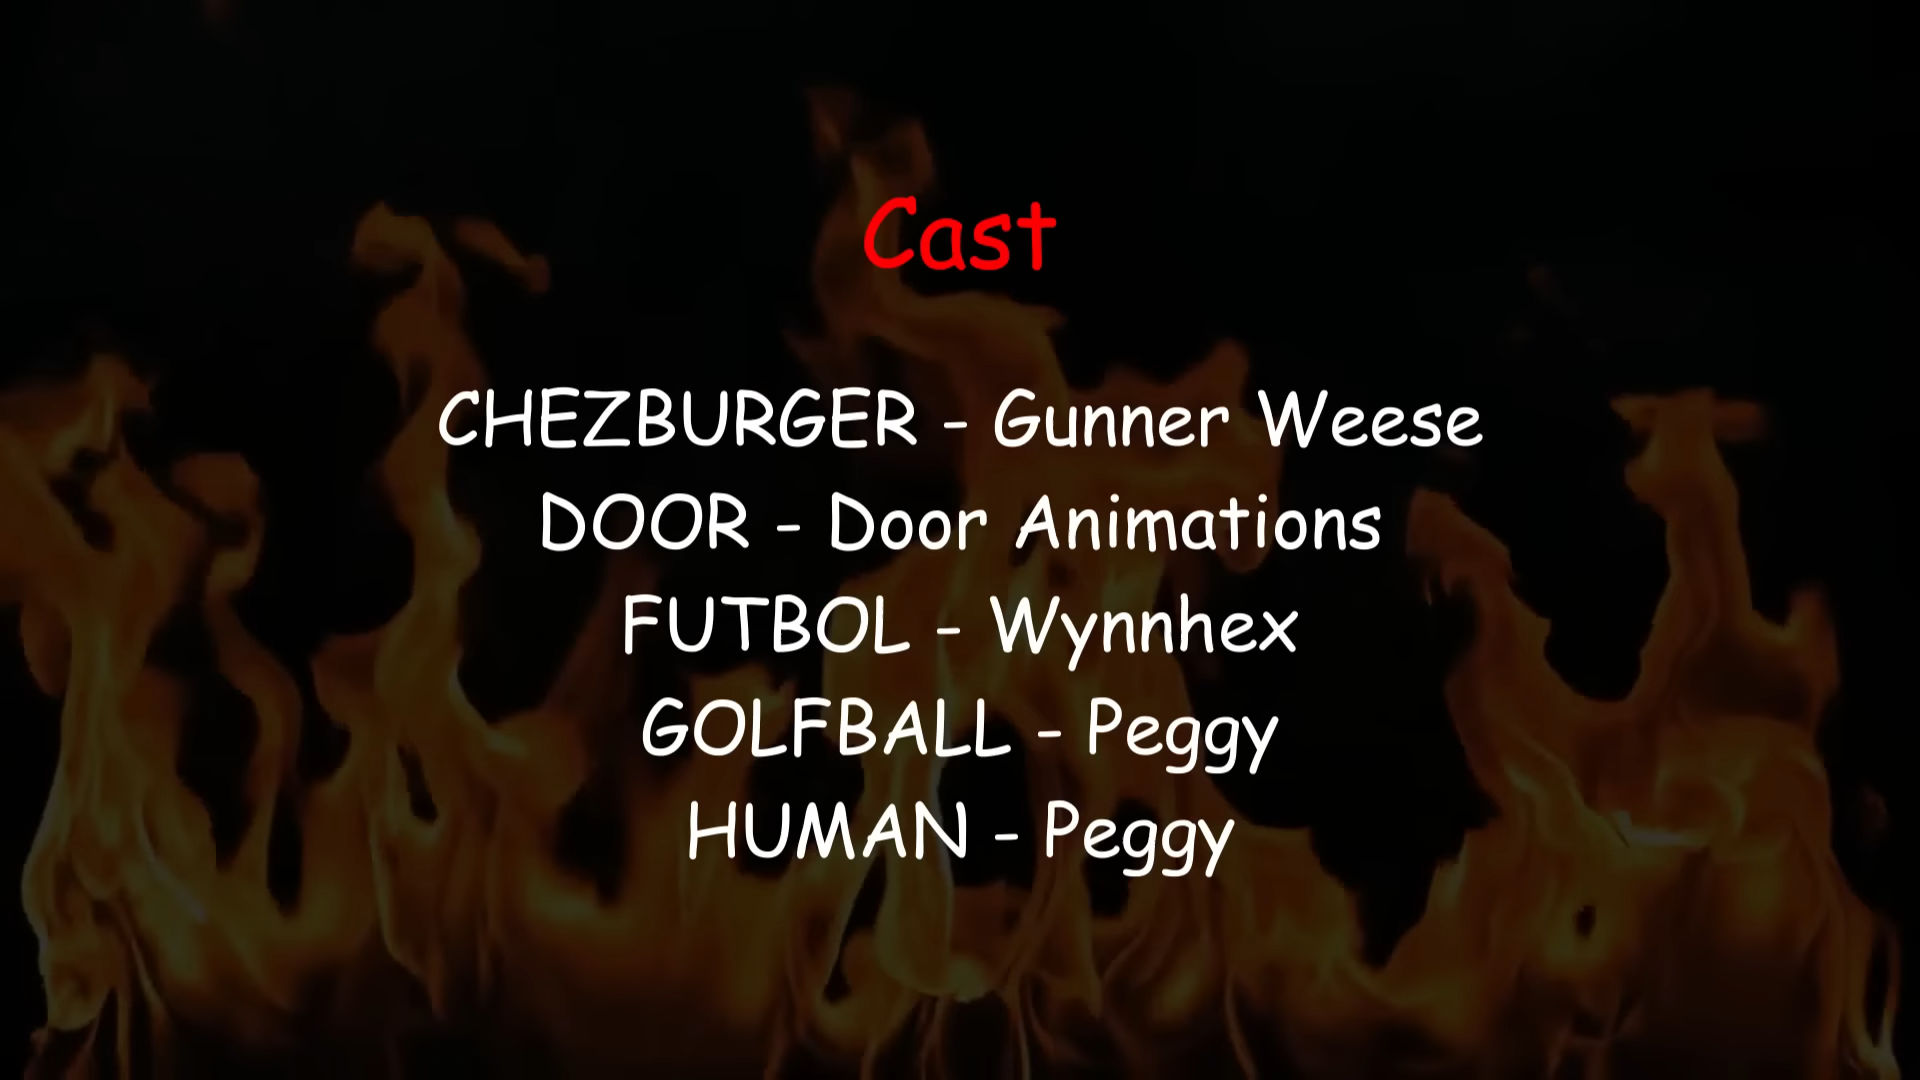 Cast
CHEZBURGER - Gunner Weese
DOOR - Door Animations
FUTBOL - Wynnhex
GOLFBALL - Peggy
HUMAN - Peggy